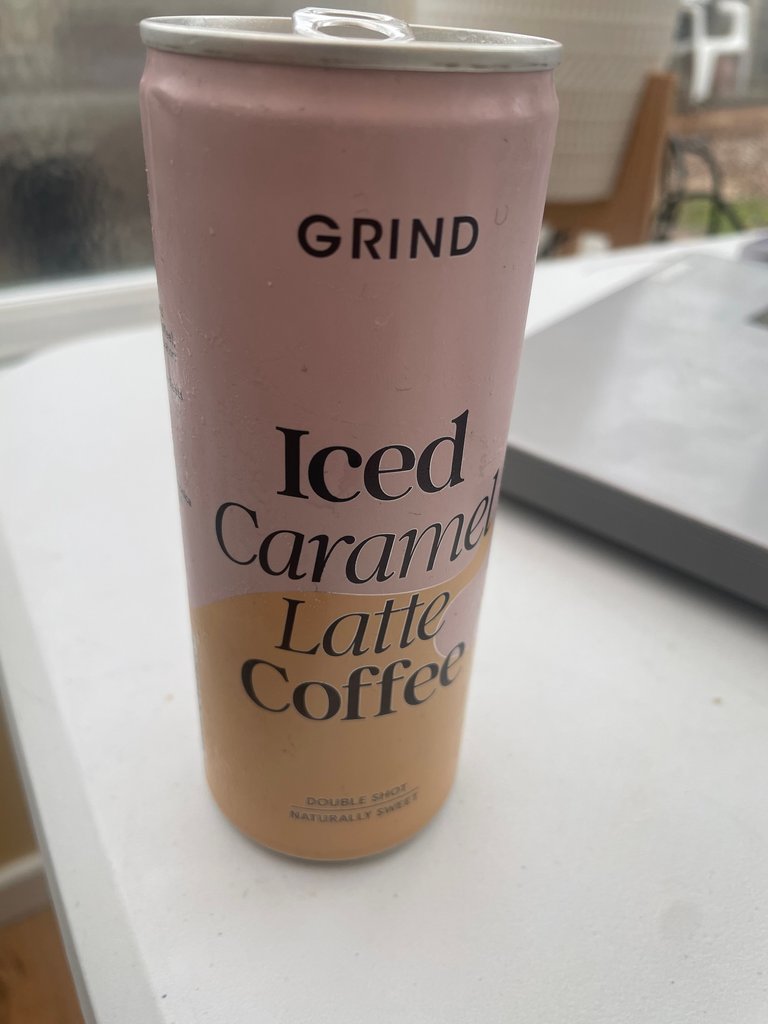 GRIND
Iced
Caramel
Latte
Coffee
DOUBLE SHOT
NATURALLY SWEET